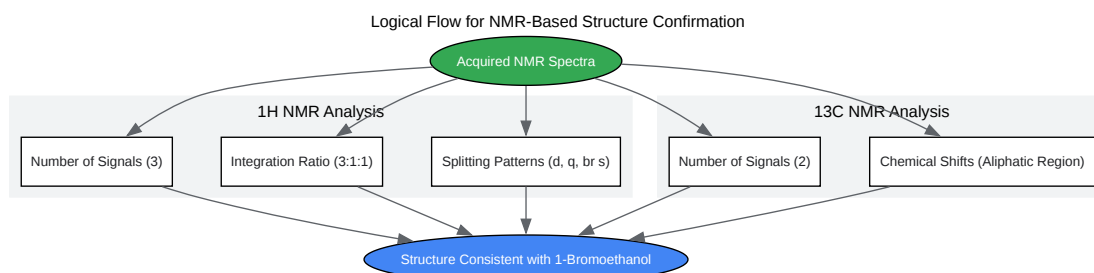 Logical Flow for NMR-Based Structure Confirmation
Acquired NMR Spectra
1H NMR Analysis
13C NMR Analysis
Number of Signals (3)
Integration Ratio (3:1:1)
Splitting Patterns (d, q, br s)
Number of Signals (2)
Chemical Shifts (Aliphatic Region)
Structure Consistent with 1-Bromoethanol